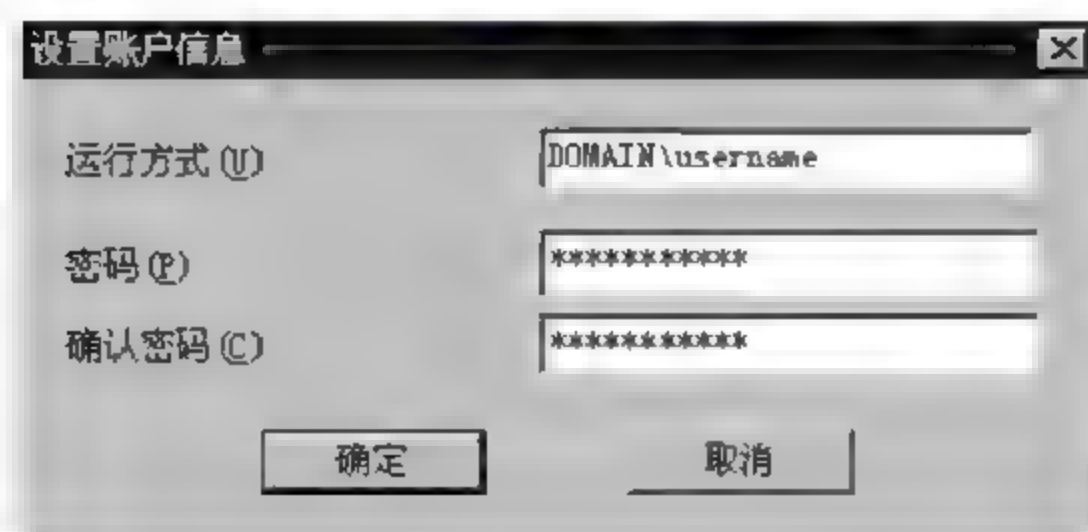 设置账户信息
运行方式(U) DOMAIN\username
密码(P) ***********
确认密码(C) ***********
确定 取消